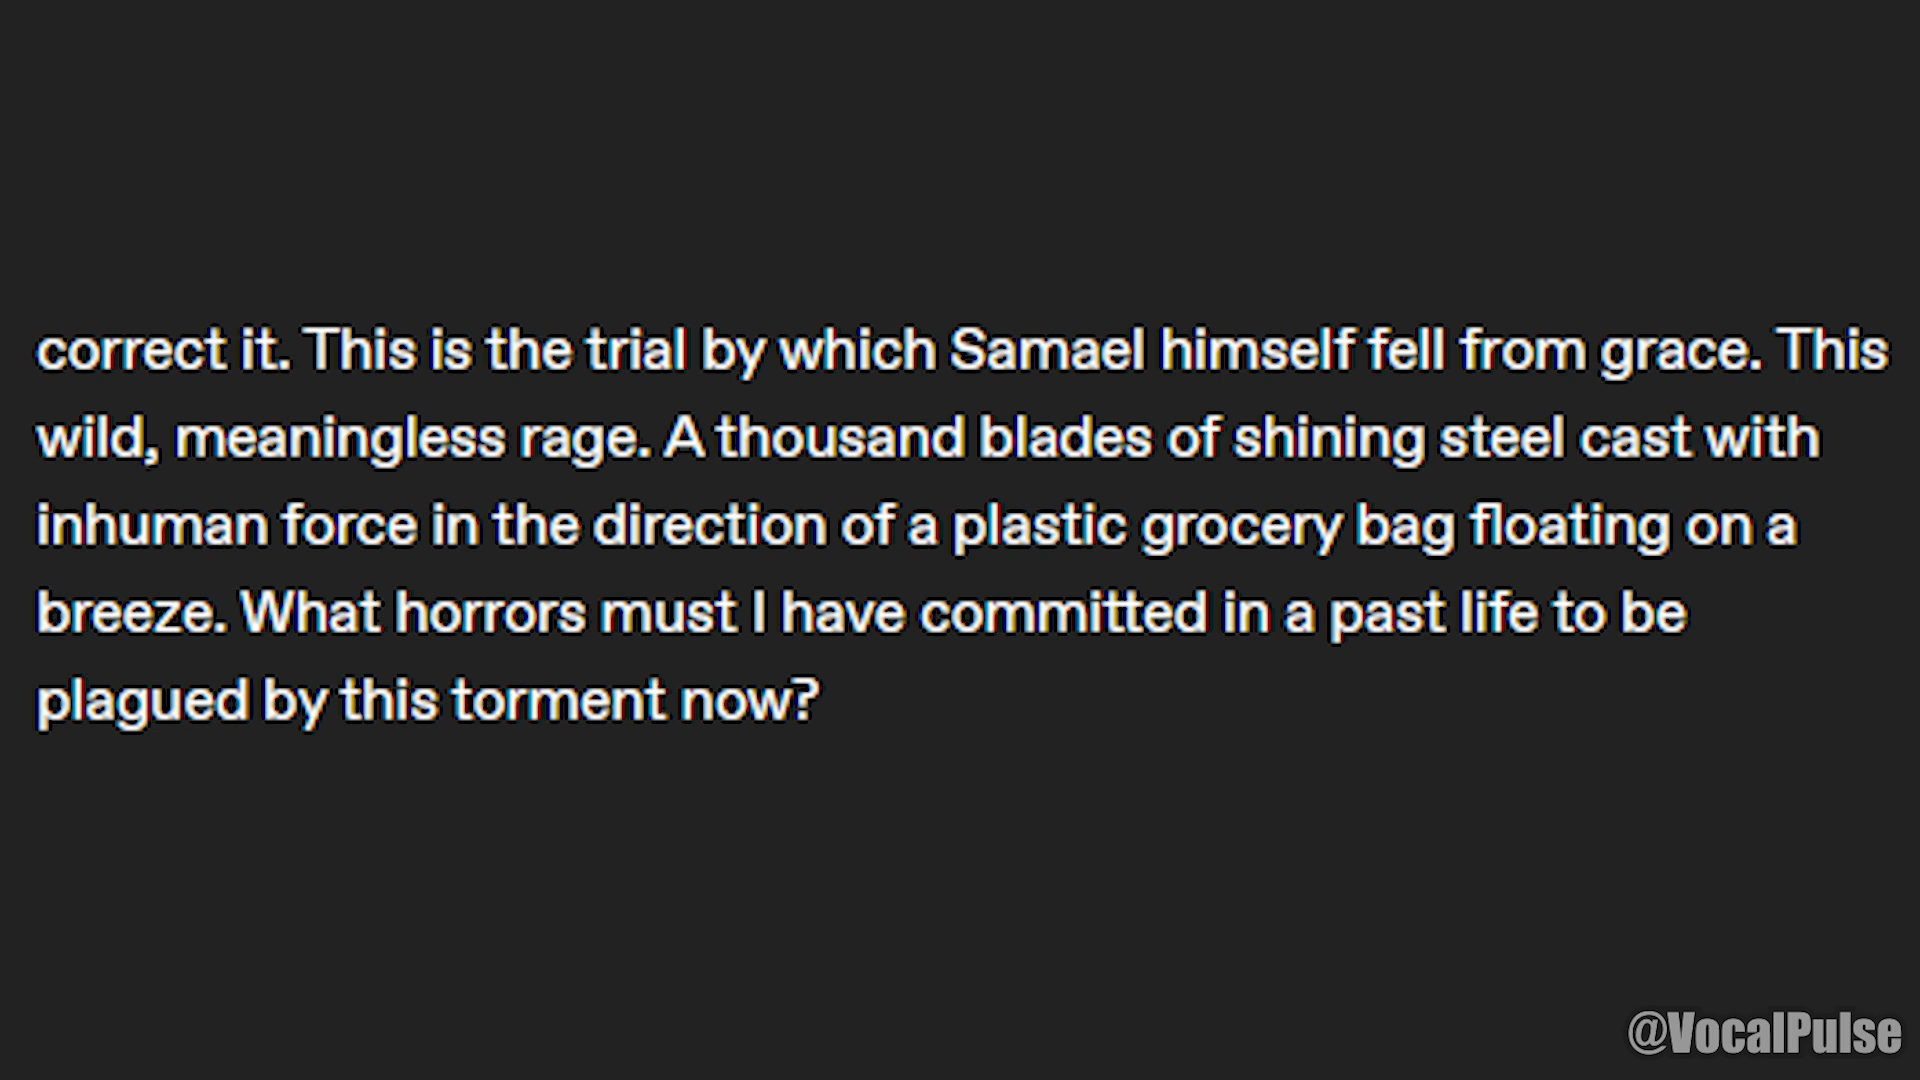 correct it. This is the trial by which Samael himself fell from grace. This
wild, meaningless rage. A thousand blades of shining steel cast with
inhuman force in the direction of a plastic grocery bag floating on a
breeze. What horrors must I have committed in a past life to be
plagued by this torment now?
@VocalPulse